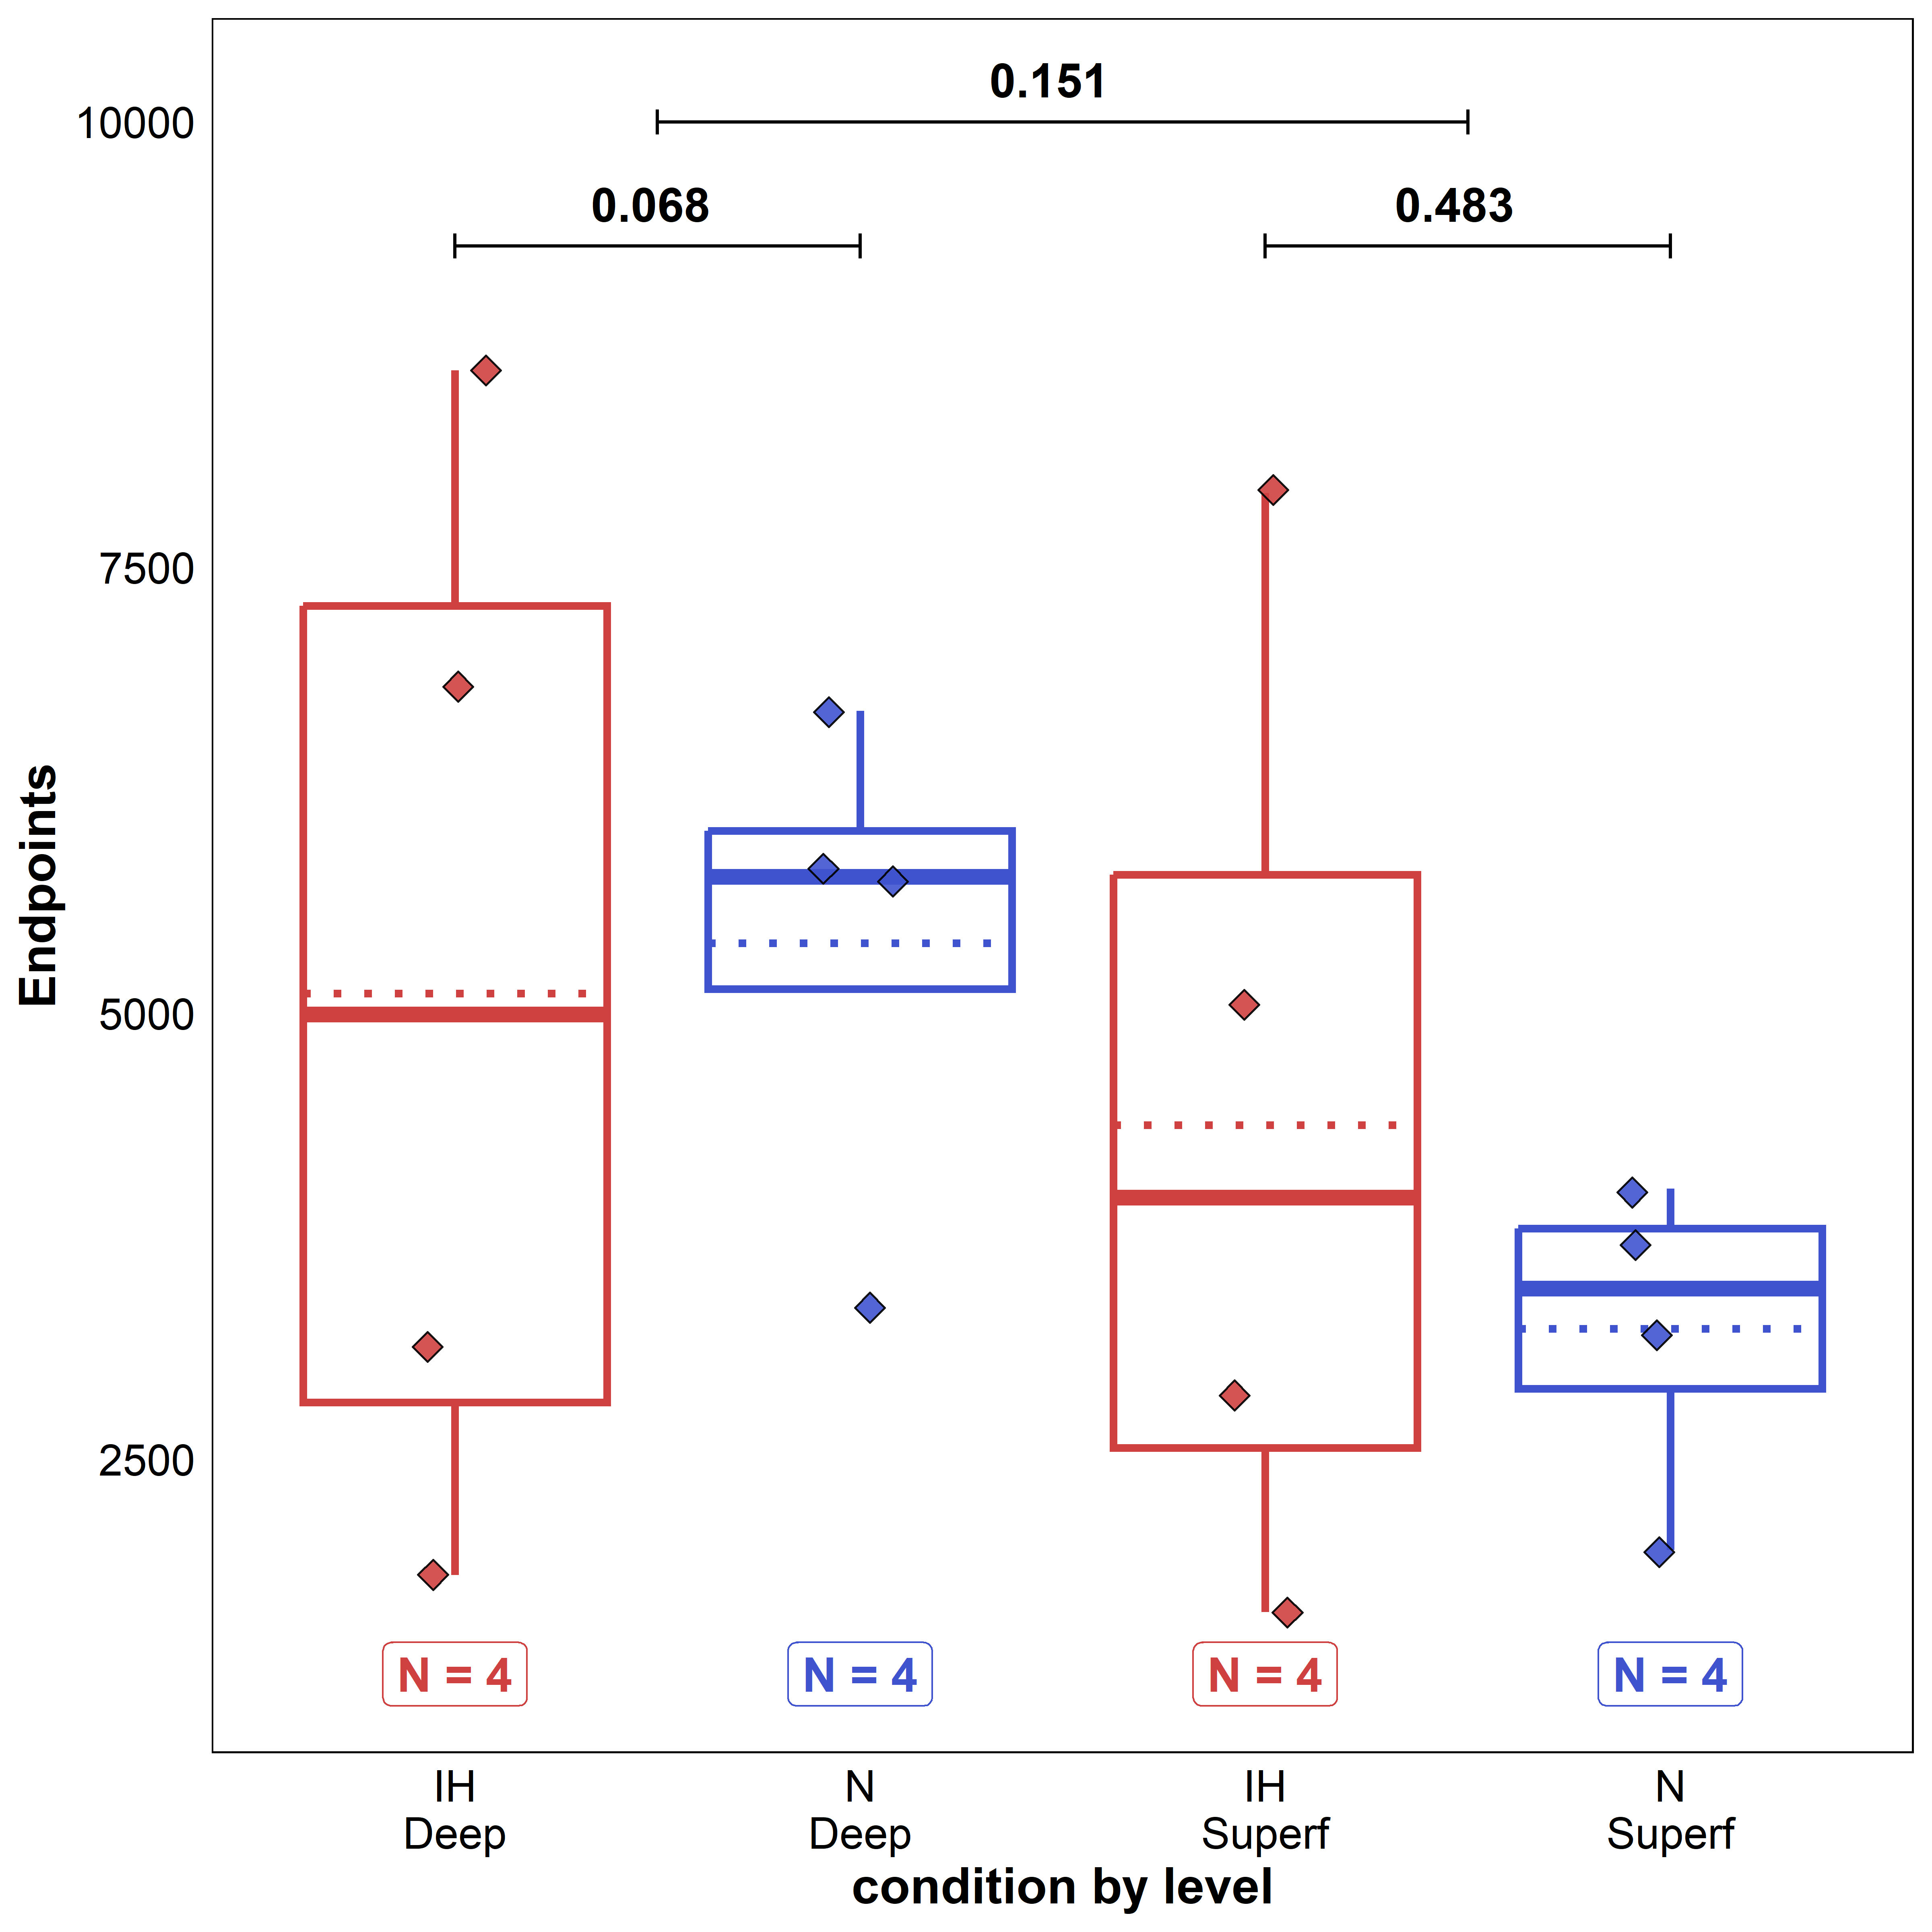 0.151
10000
0.068
0.483
7500
Endpoints
5000
2500
N = 4
N = 4
N = 4
N = 4
IH
Deep
N
Deep
IH
Superf
N
Superf
condition by level